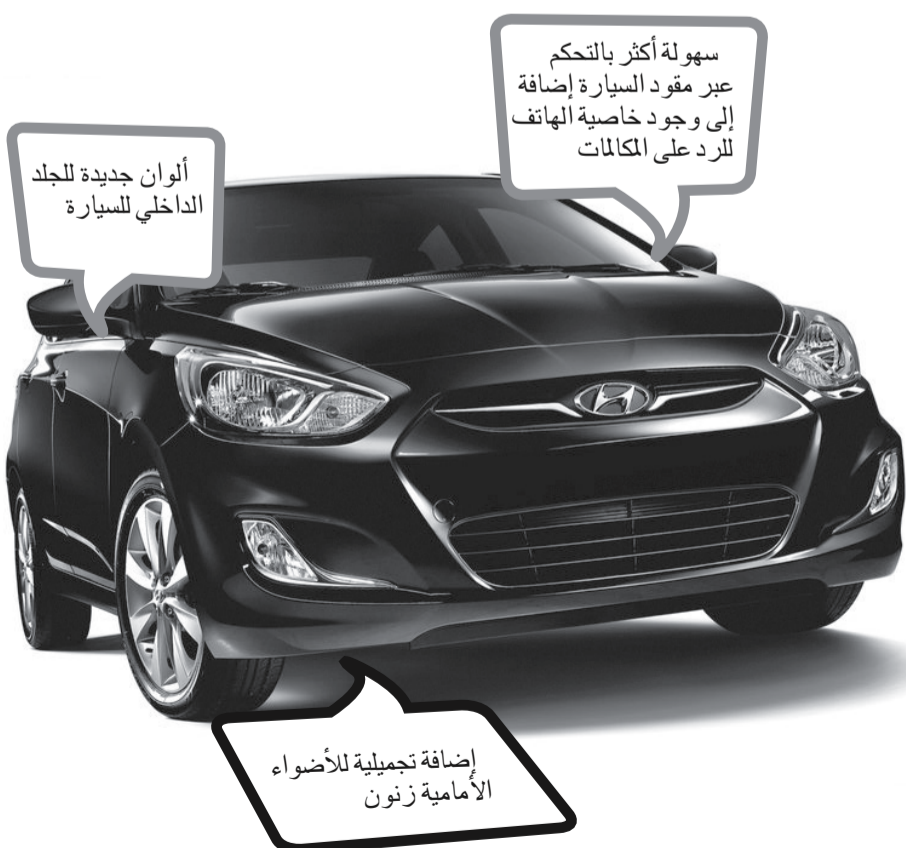 سهولة أكثر بالتحكم
عبر مقود السيارة إضافة
إلى وجود خاصية الهاتف
للرد على المكالمات
ألوان جديدة للجلد
الداخلي للسيارة
إضافة تجميلية للأضواء
الأمامية زنون